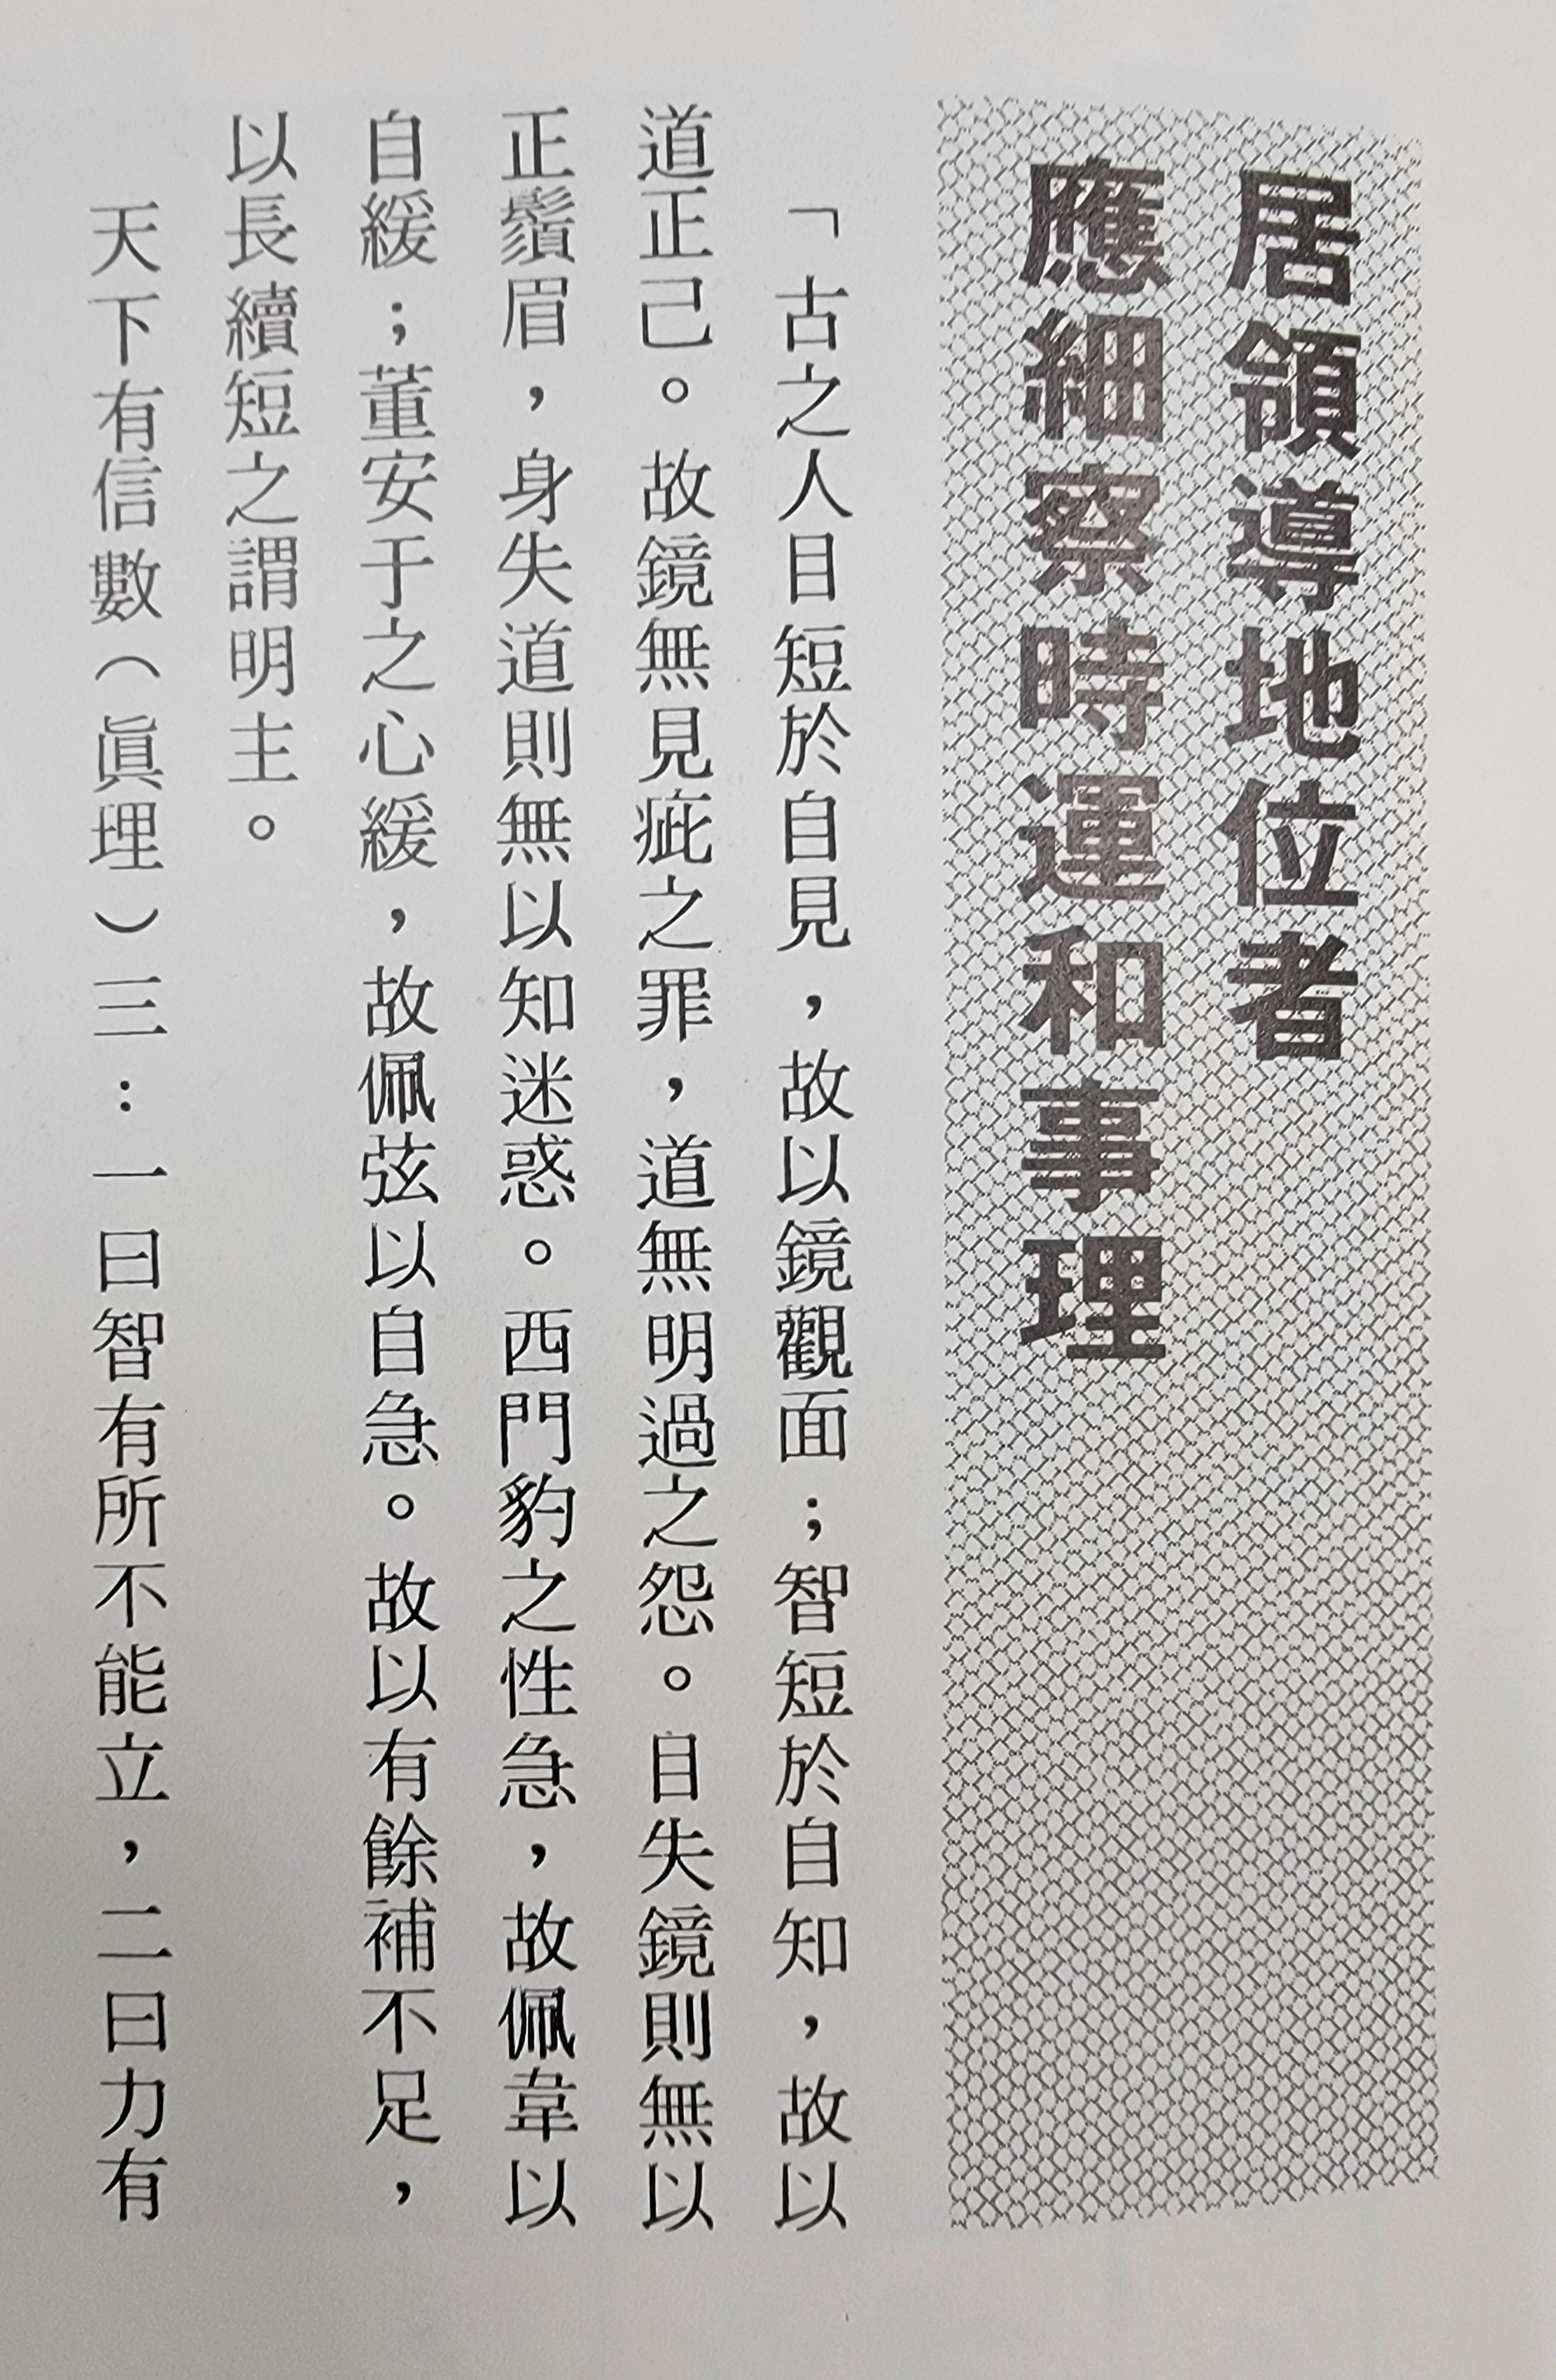 居領導地位者
應細察時運和事理
「古之人目短於自見，故以鏡觀面；智短於自知，故以
道正己。故鏡無見疵之罪，道無明過之怨。目失鏡則無以
正鬚眉，身失道則無以知迷惑。西門豹之性急，故佩韋以
自緩；董安于之心緩，故佩弦以自急。故以有餘補不足，
以長續短之謂明主。
天下有信數（眞理）三：一曰智有所不能立，二曰力有